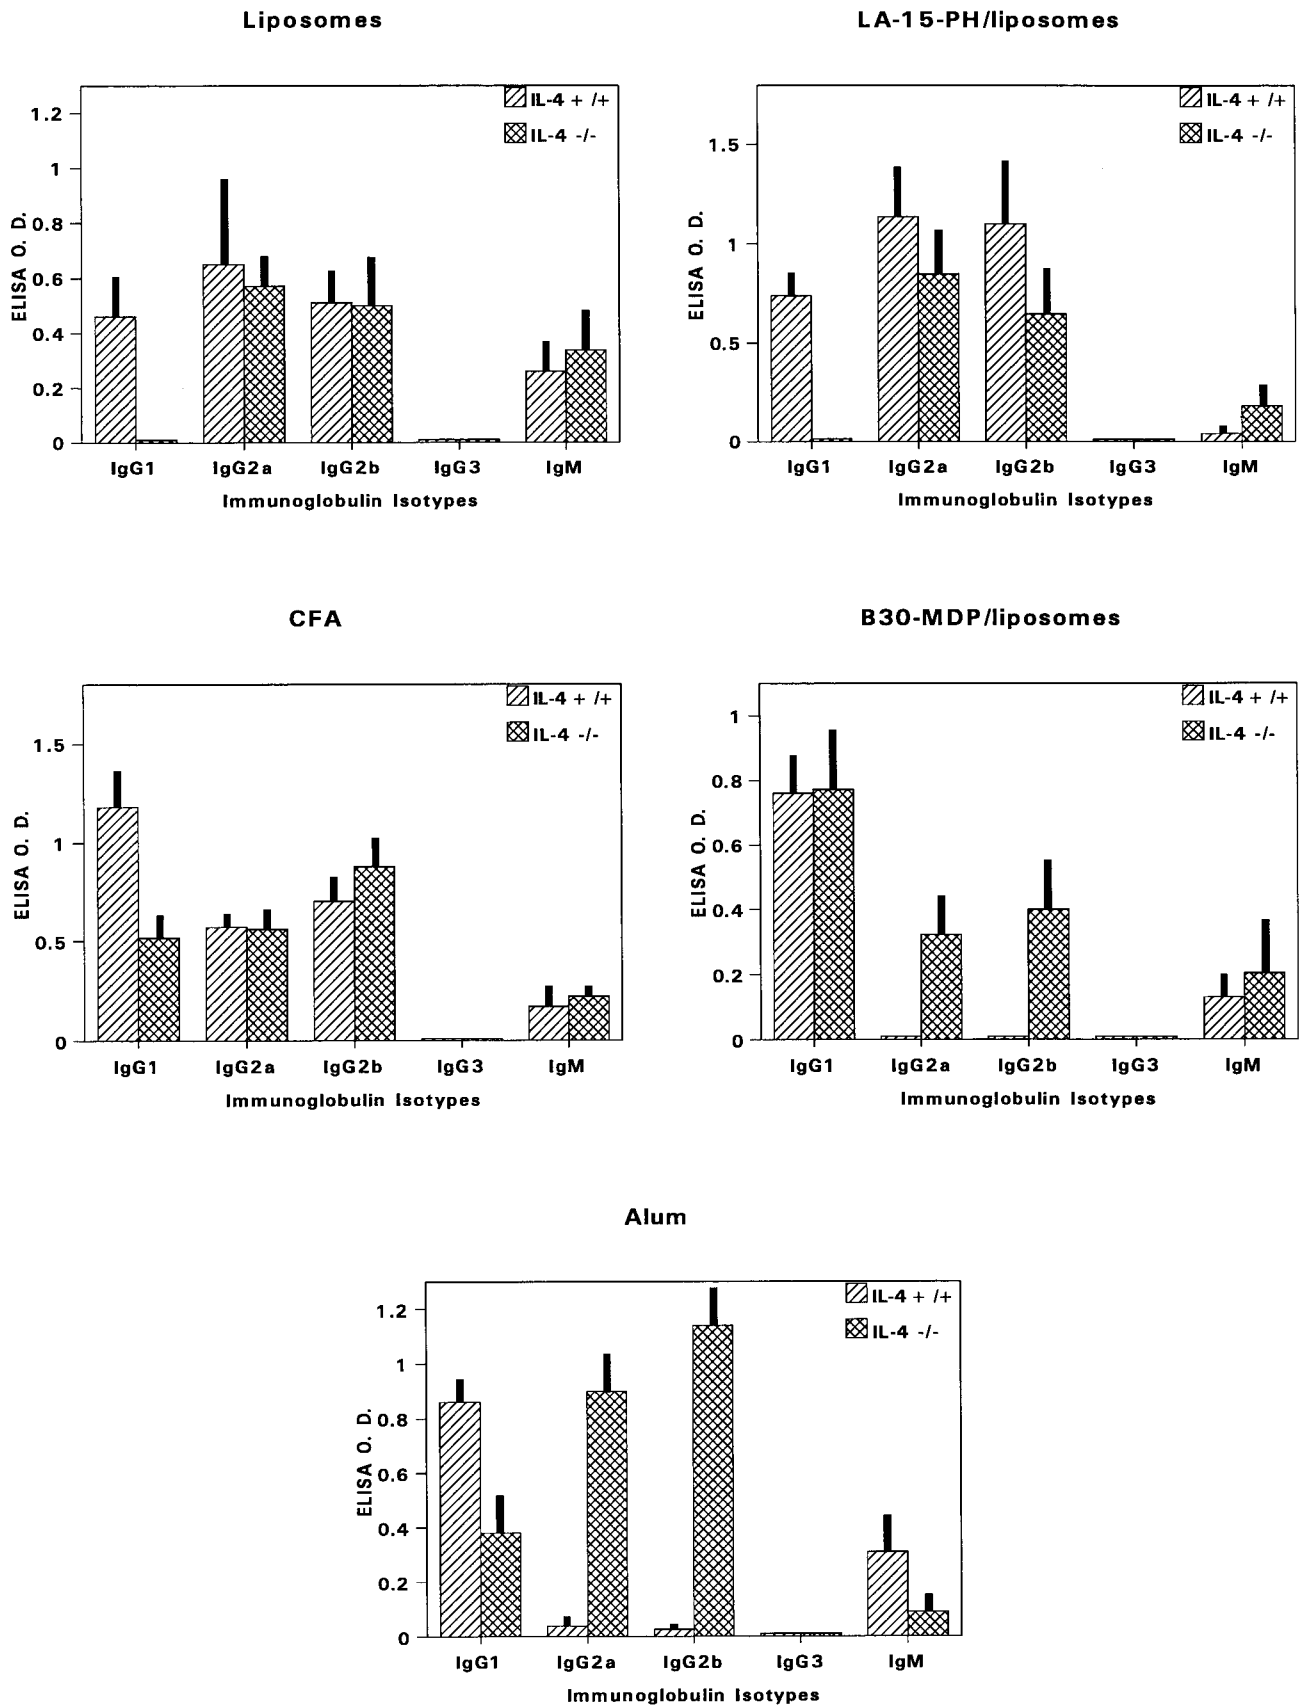 Liposomes
IL-4 + /+
IL-4 -/-
1.2
1
0.8
0.6
0.4
0.2
0
ELISA O. D.
IgG1 IgG2a IgG2b IgG3 IgM
Immunoglobulin Isotypes
LA-15-PH/liposomes
IL-4 + /+
IL-4 -/-
1.5
1
0.5
0
ELISA O. D.
IgG1 IgG2a IgG2b IgG3 IgM
Immunoglobulin Isotypes
CFA
IL-4 + /+
IL-4 -/-
1.5
1
0.5
0
ELISA O. D.
IgG1 IgG2a IgG2b IgG3 IgM
Immunoglobulin Isotypes
B30-MDP/liposomes
IL-4 + /+
IL-4 -/-
1
0.8
0.6
0.4
0.2
0
ELISA O. D.
IgG1 IgG2a IgG2b IgG3 IgM
Immunoglobulin Isotypes
Alum
IL-4 + /+
IL-4 -/-
1.2
1
0.8
0.6
0.4
0.2
0
ELISA O. D.
IgG1 IgG2a IgG2b IgG3 IgM
Immunoglobulin Isotypes